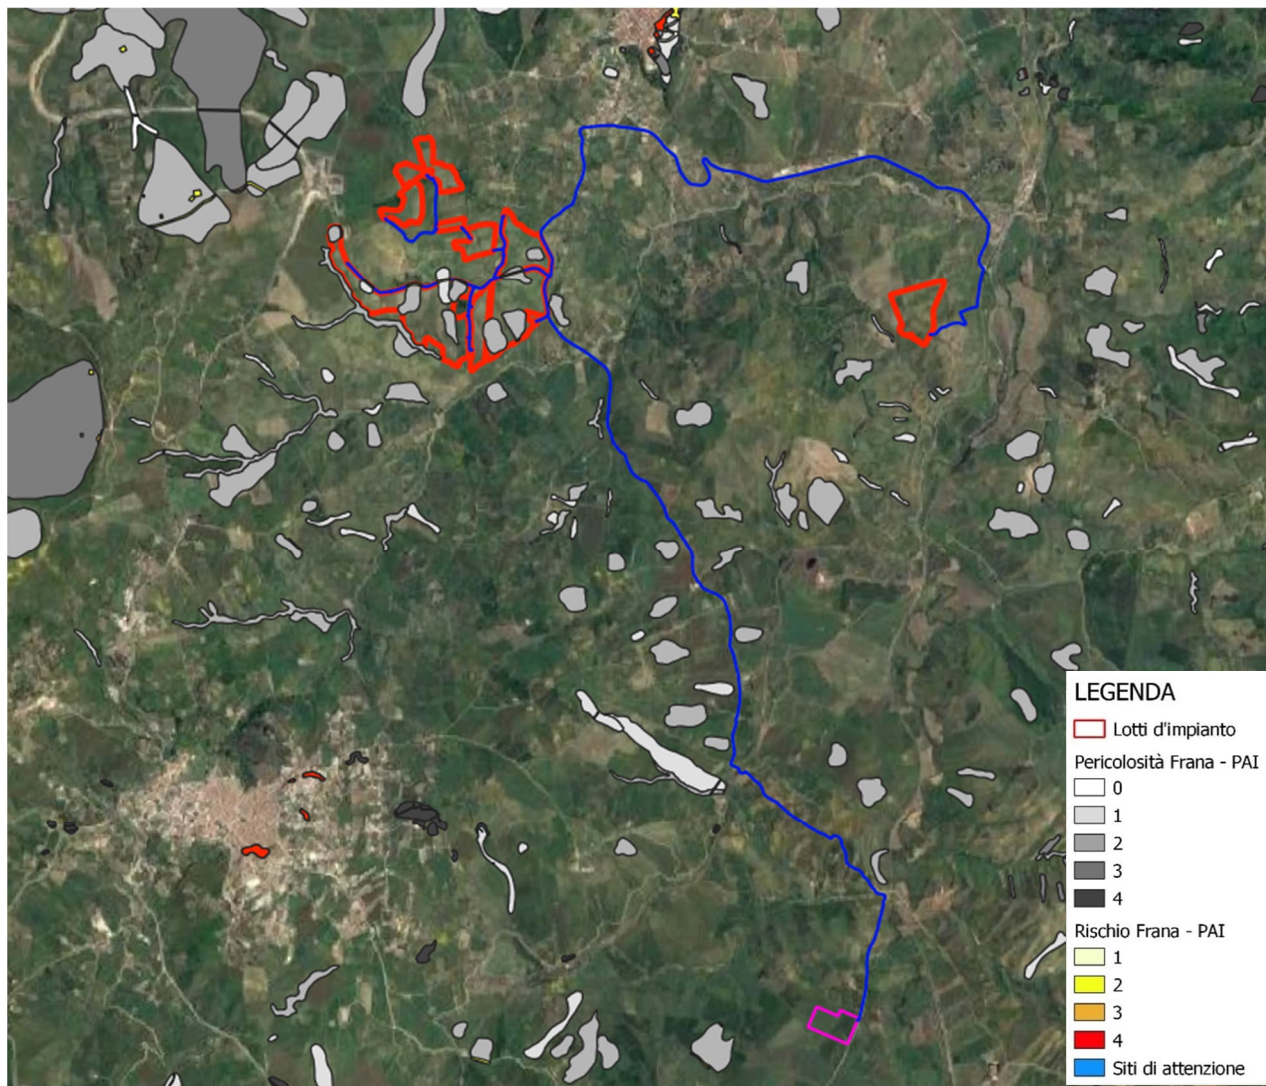 LEGENDA
Lotti d'impianto
Pericolosità Frana - PAI
0
1
2
3
4
Rischio Frana - PAI
1
2
3
4
Siti di attenzione